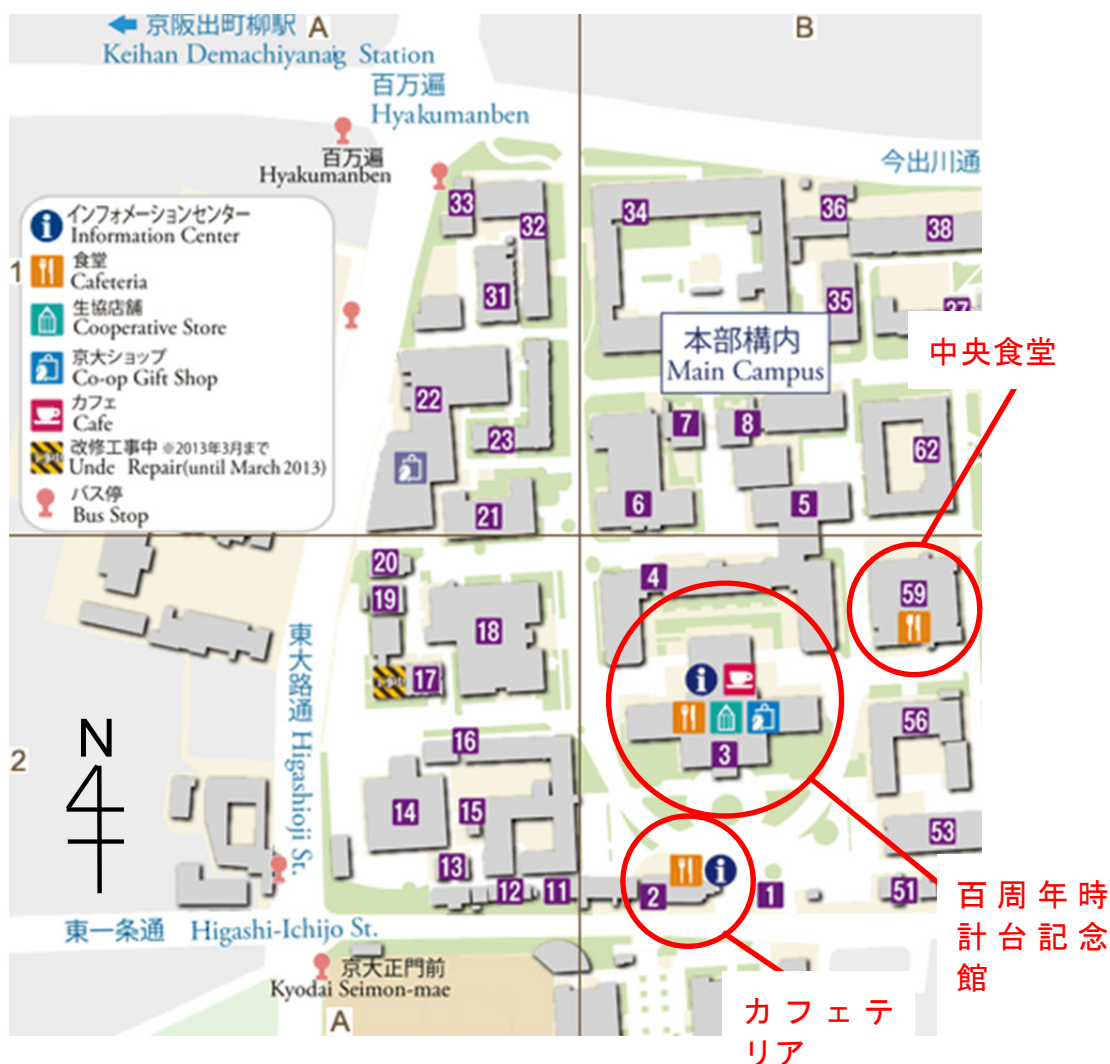 京阪出町柳駅
A
B
Keihan Demachiyanag Station
百万遍
Hyakumanben
百万遍
Hyakumanben
今出川通
インフォメーションセンター
Information Center
食堂
Cafeteria
生協店舗
Cooperative Store
京大ショップ
Co-op Gift Shop
カフェ
Cafe
改修工事中 ※2013年3月まで
Unde Repair(until March 2013)
バス停
Bus Stop
1
33
32
31
34
36
38
35
37
本部構内
Main Campus
中央食堂
22
23
21
7
8
6
5
62
20
19
18
17
4
59
東大路通 Higashioji St.
3
56
53
2
N
16
14
15
13
12
11
2
1
51
東一条通 Higashi-Ichijo St.
京大正門前
Kyodai Seimon-mae
A
百周年時
計台記念
館
カフェテ
リア